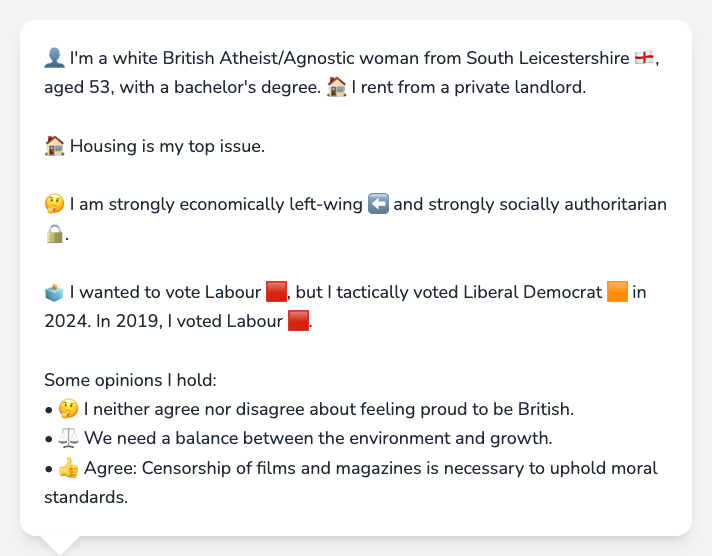 👤 I'm a white British Atheist/Agnostic woman from South Leicestershire 🏴󠁧󠁢󠁥󠁮󠁧󠁿,
aged 53, with a bachelor's degree. 🏠 I rent from a private landlord.
🏠 Housing is my top issue.
🤔 I am strongly economically left-wing ⬅️ and strongly socially authoritarian
🔒.
🗳️ I wanted to vote Labour 🟥, but I tactically voted Liberal Democrat 🟧 in
2024. In 2019, I voted Labour 🟥.
Some opinions I hold:
• 🤔 I neither agree nor disagree about feeling proud to be British.
• ⚖️ We need a balance between the environment and growth.
• 👍 Agree: Censorship of films and magazines is necessary to uphold moral
standards.